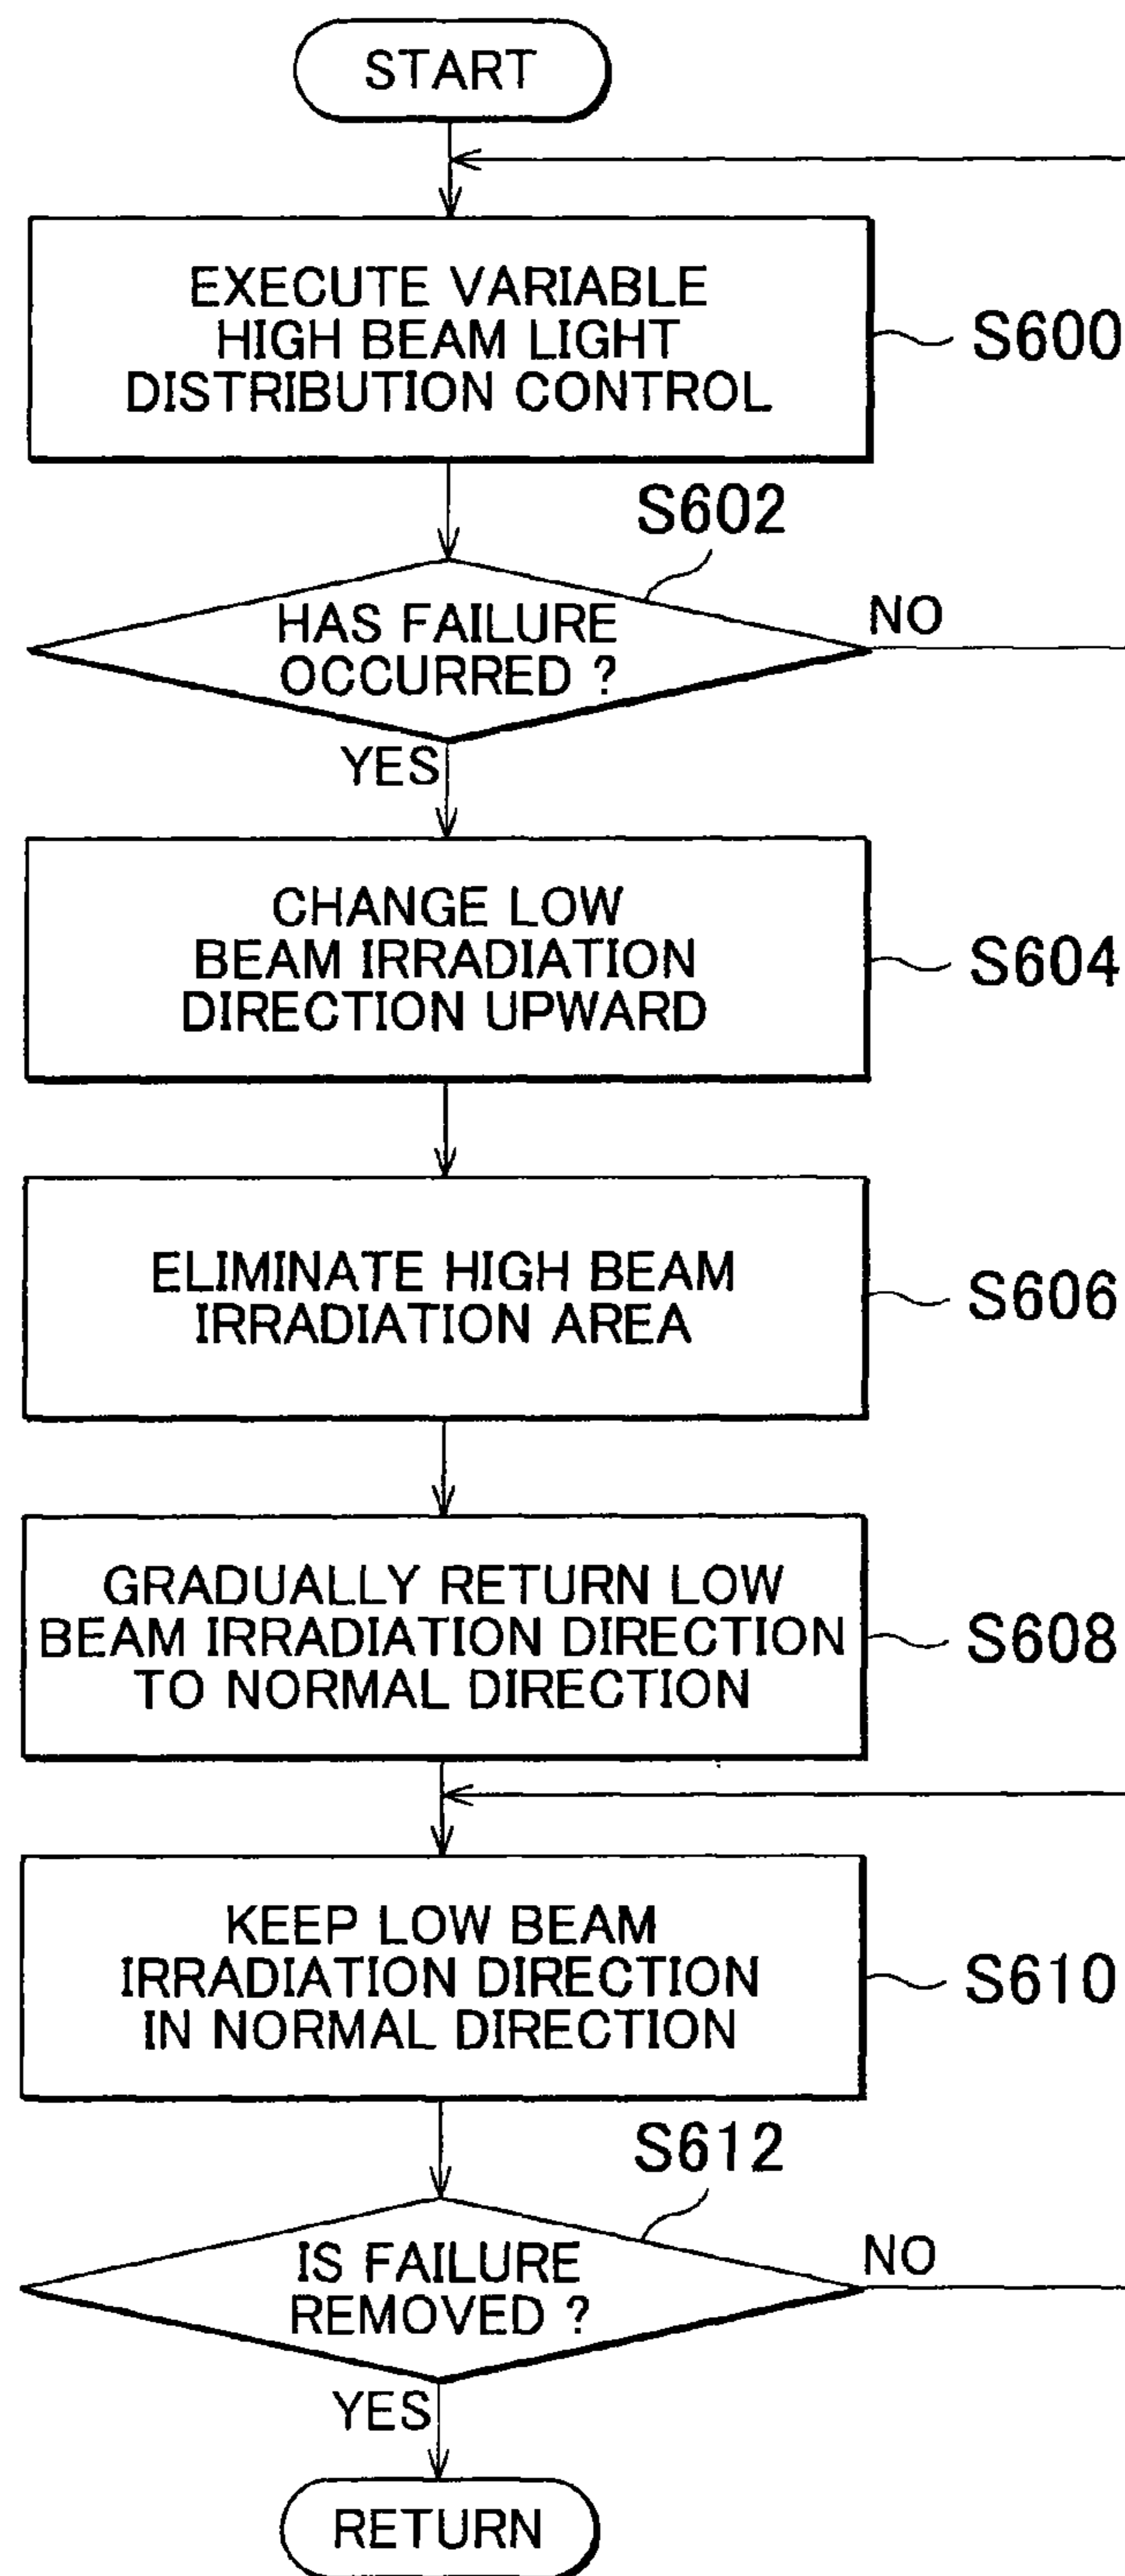 START
EXECUTE VARIABLE
HIGH BEAM LIGHT
DISTRIBUTION CONTROL
S600
S602
HAS FAILURE
OCCURRED ?
NO
YES
CHANGE LOW
BEAM IRRADIATION
DIRECTION UPWARD
S604
ELIMINATE HIGH BEAM
IRRADIATION AREA
S606
GRADUALLY RETURN LOW
BEAM IRRADIATION DIRECTION
TO NORMAL DIRECTION
S608
KEEP LOW BEAM
IRRADIATION DIRECTION
IN NORMAL DIRECTION
S610
S612
IS FAILURE
REMOVED ?
NO
YES
RETURN